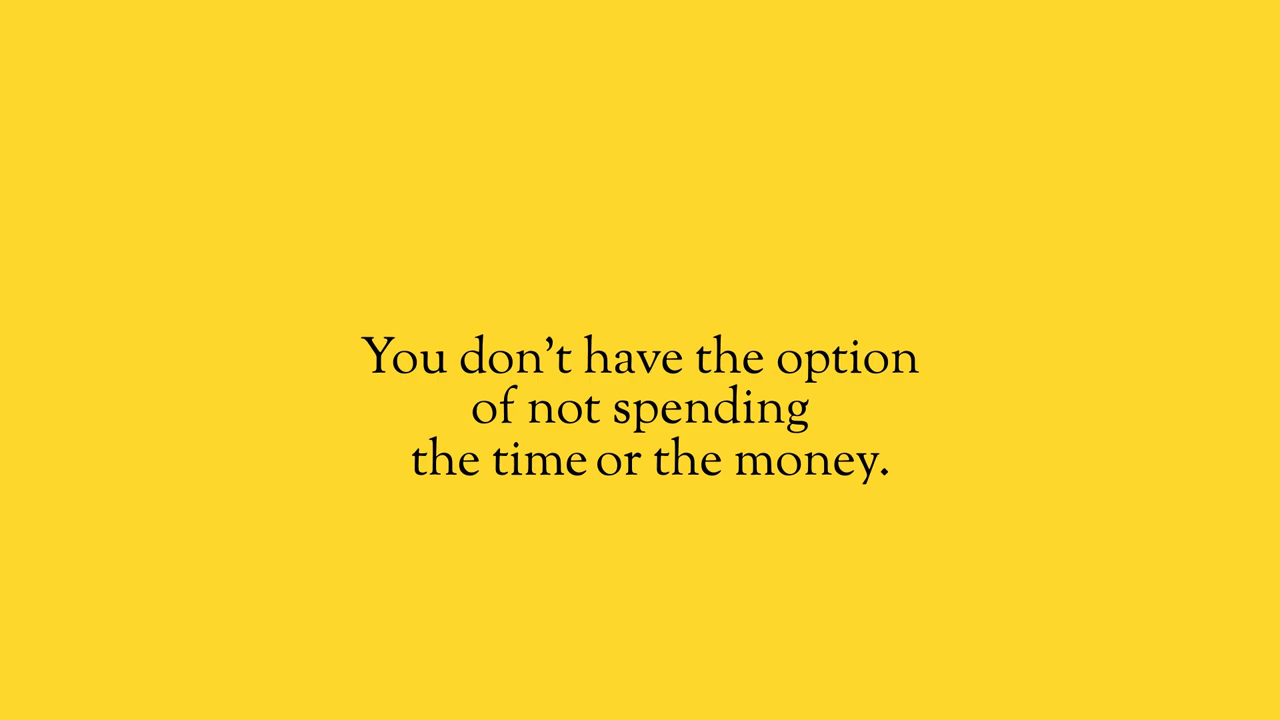 You don’t have the option
of not spending
the time or the money.